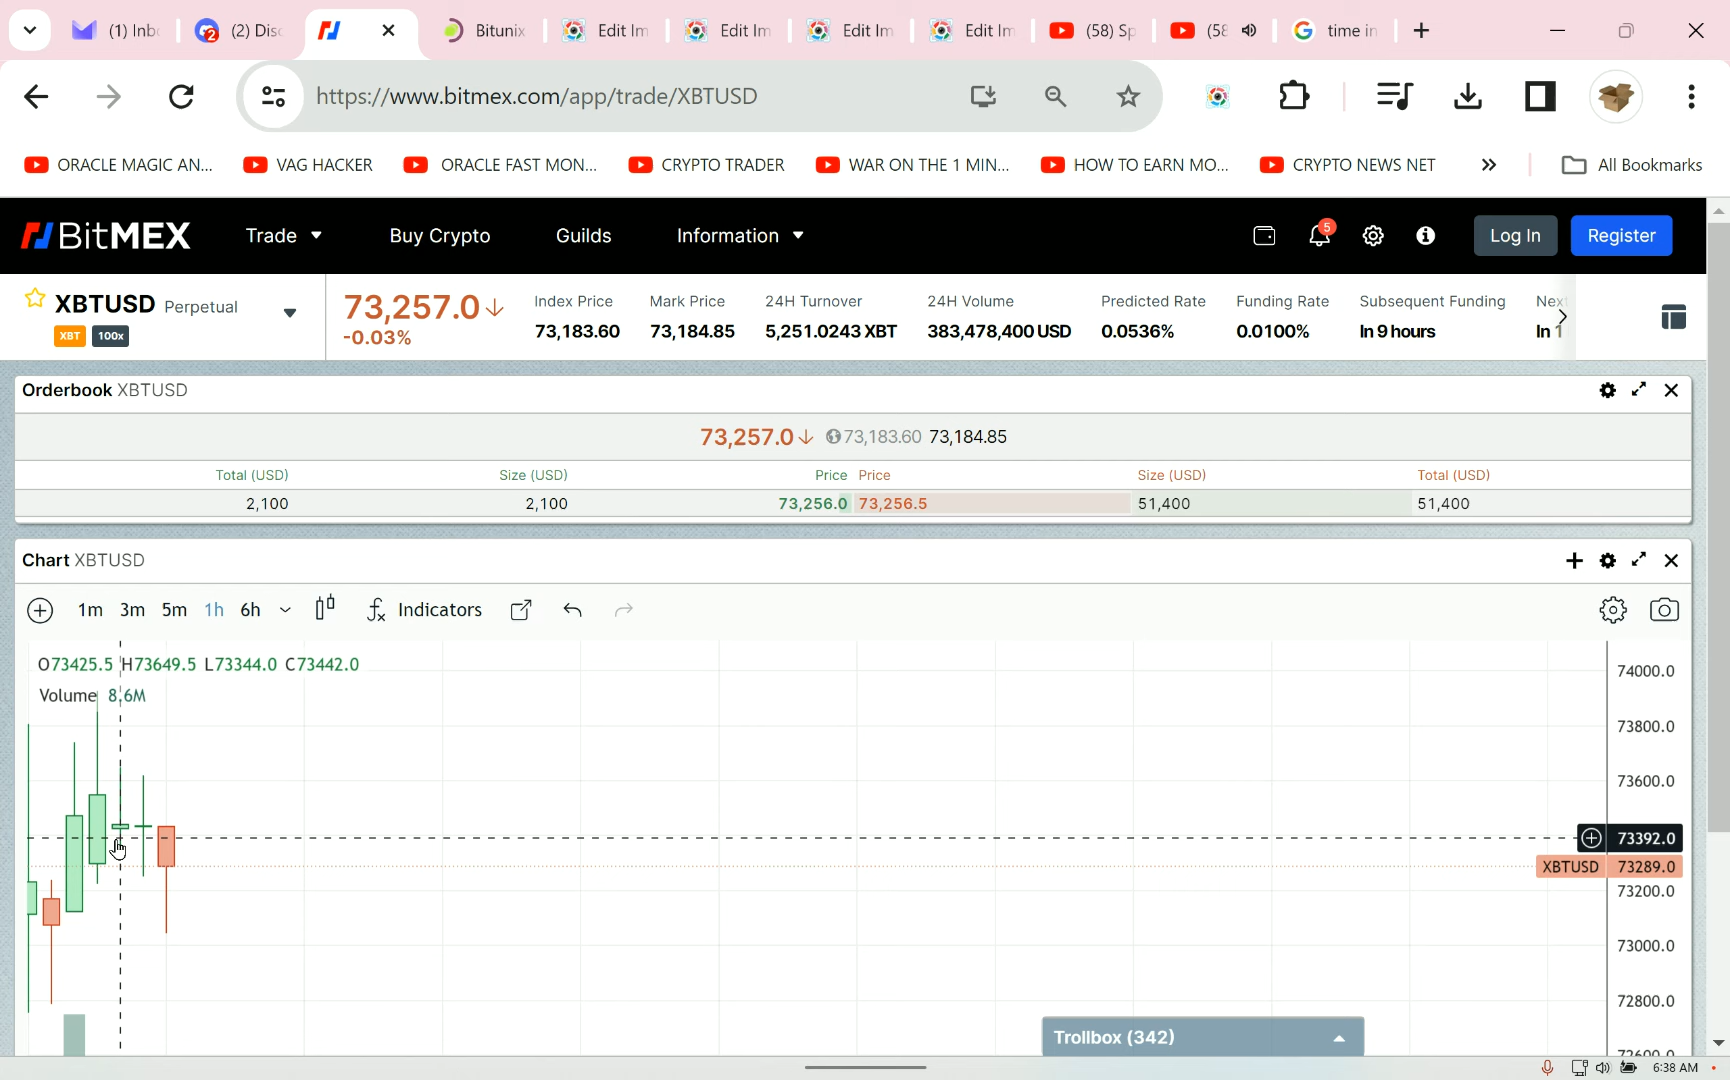 (1) Inb (2) Disc Bitunix Edit Im Edit Im Edit Im Edit Im (58) Sp (58 time in
https://www.bitmex.com/app/trade/XBTUSD
ORACLE MAGIC AN... VAG HACKER ORACLE FAST MON... CRYPTO TRADER WAR ON THE 1 MIN... HOW TO EARN MO... CRYPTO NEWS NET » All Bookmarks
BitMEX Trade Buy Crypto Guilds Information 5 Log In Register
XBTUSD Perpetual 73,257.0↓ Index Price Mark Price 24H Turnover 24H Volume Predicted Rate Funding Rate Subsequent Funding Next
XBT 100x -0.03% 73,183.60 73,184.85 5,251.0243 XBT 383,478,400 USD 0.0536% 0.0100% In 9 hours In 1
Orderbook XBTUSD
73,257.0↓ 73,183.60 73,184.85
Total (USD) Size (USD) Price Price Size (USD) Total (USD)
2,100 2,100 73,256.0 73,256.5 51,400 51,400
Chart XBTUSD
1m 3m 5m 1h 6h fx Indicators
O73425.5 H73649.5 L73344.0 C73442.0
Volume 8.6M
74000.0
73800.0
73600.0
73392.0
XBTUSD 73289.0
73200.0
73000.0
72800.0
72600.0
Trollbox (342)
6:38 AM